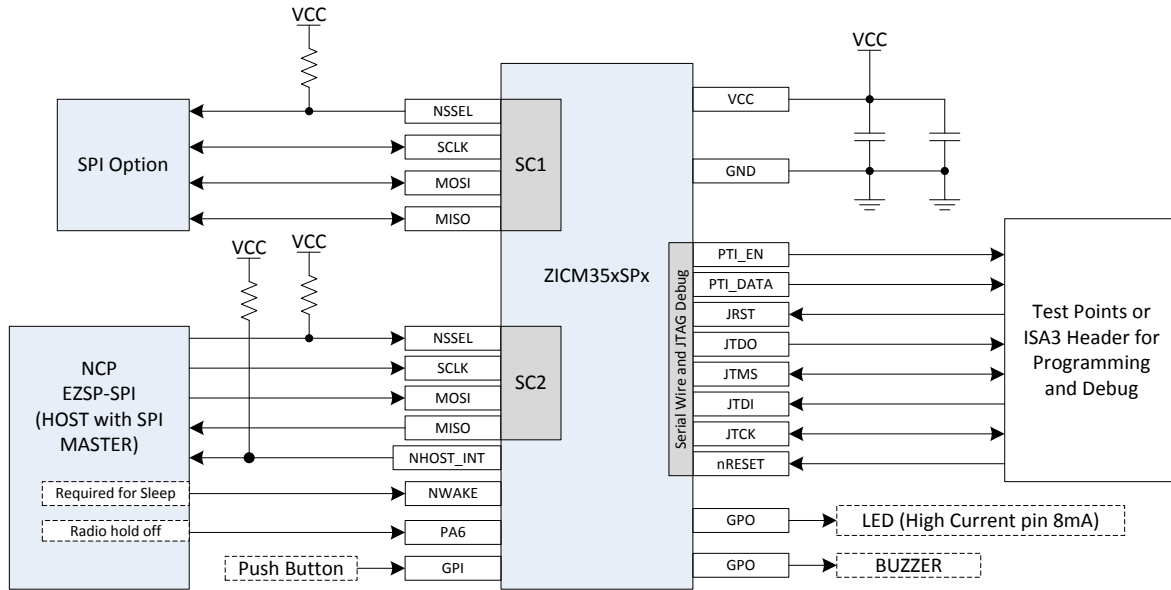 VCC
SPI Option
NSSEL
SCLK
MOSI
MISO
SC1
VCC
VCC
NCP
EZSP-SPI
(HOST with SPI
MASTER)
NSSEL
SCLK
MOSI
MISO
SC2
NHOST_INT
Required for Sleep
NWAKE
Radio hold off
PA6
Push Button
GPI
ZICM35xSPx
VCC
VCC
GND
Serial Wire and JTAG Debug
PTI_EN
PTI_DATA
JRST
JTDO
JTMS
JTDI
JTCK
nRESET
Test Points or
ISA3 Header for
Programming
and Debug
GPO
LED (High Current pin 8mA)
GPO
BUZZER